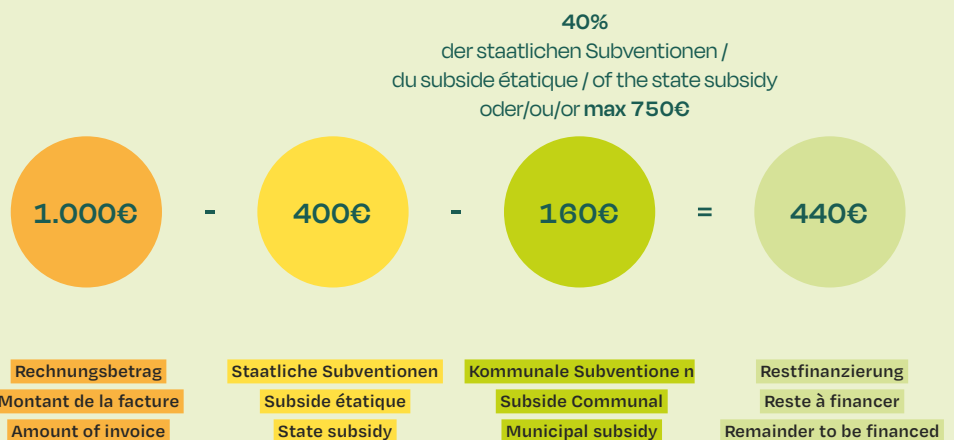 40%
der staatlichen Subventionen /
du subside étatique / of the state subsidy
oder/ou/or max 750€
1.000€ - 400€ - 160€ = 440€
Rechnungsbetrag
Montant de la facture
Amount of invoice
Staatliche Subventionen
Subside étatique
State subsidy
Kommunale Subventione n
Subside Communal
Municipal subsidy
Restfinanzierung
Reste à financer
Remainder to be financed